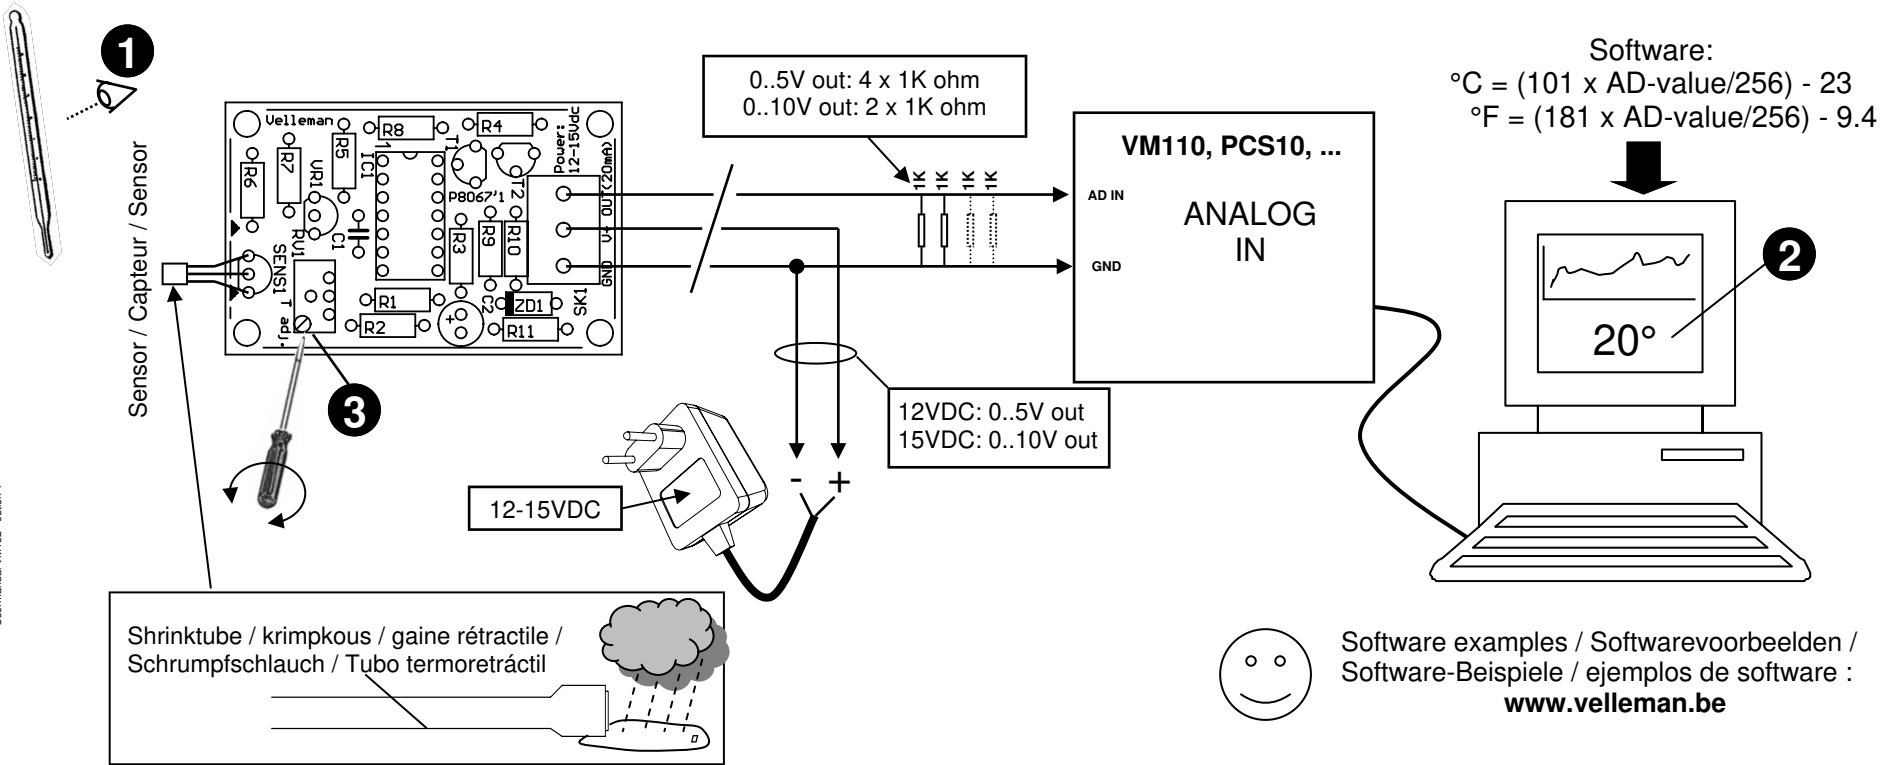 1
Software:
°C = (101 x AD-value/256) - 23
°F = (181 x AD-value/256) - 9.4
0..5V out: 4 x 1K ohm
0..10V out: 2 x 1K ohm
Sensor / Capteur / Sensor
Velleman
R8
R4
Power:
12-15Vdc
R5
R7
R6
VR1
IC1
T1
T2
P8067'1
OUT(20mA)
V+
GND
SK1
R3
R9
R10
C1
RV1
SENS1
T adj.
R1
R2
C2
ZD1
R11
+
1K
1K
1K
1K
VM110, PCS10, ...
AD IN
ANALOG
IN
GND
2
20°
3
12VDC: 0..5V out
15VDC: 0..10V out
- +
12-15VDC
Shrinktube / krimpkous / gaine rétractile /
Schrumpfschlauch / Tubo termoretráctil
Software examples / Softwarevoorbeelden /
Software-Beispiele / ejemplos de software :
www.velleman.be